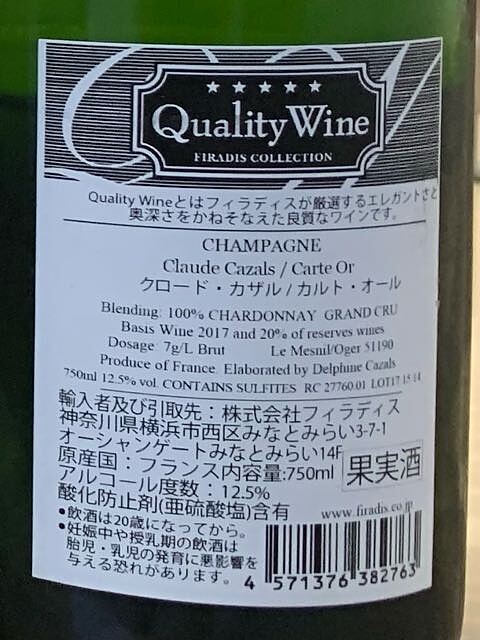 ★★★★★
Quality Wine
FIRADIS COLLECTION
Quality Wineとはフィラディスが厳選するエレガントさと
奥深さをかねそなえた良質なワインです。
CHAMPAGNE
Claude Cazals / Carte Or
クロード・カザル / カルト・オール
Blending: 100% CHARDONNAY GRAND CRU
Basis Wine 2017 and 20% of reserves wines
Dosage: 7g/L Brut Le Mesnil/Oger 51190
Produce of France. Elaborated by Delphine Cazals
750ml 12.5% vol. CONTAINS SULFITES RC 27760.01 LOT17 15 14
輸入者及び引取先：株式会社フィラディス
神奈川県横浜市西区みなとみらい3-7-1
オーシャンゲートみなとみらい14F
原産国：フランス内容量:750ml
アルコール度数：12.5%
果実酒
酸化防止剤(亜硫酸塩)含有
www.firadis.co.jp
●飲酒は20歳になってから。
●妊娠中や授乳期の飲酒は
胎児・乳児の発育に悪影響を
与える恐れがあります。
4 571376 382763